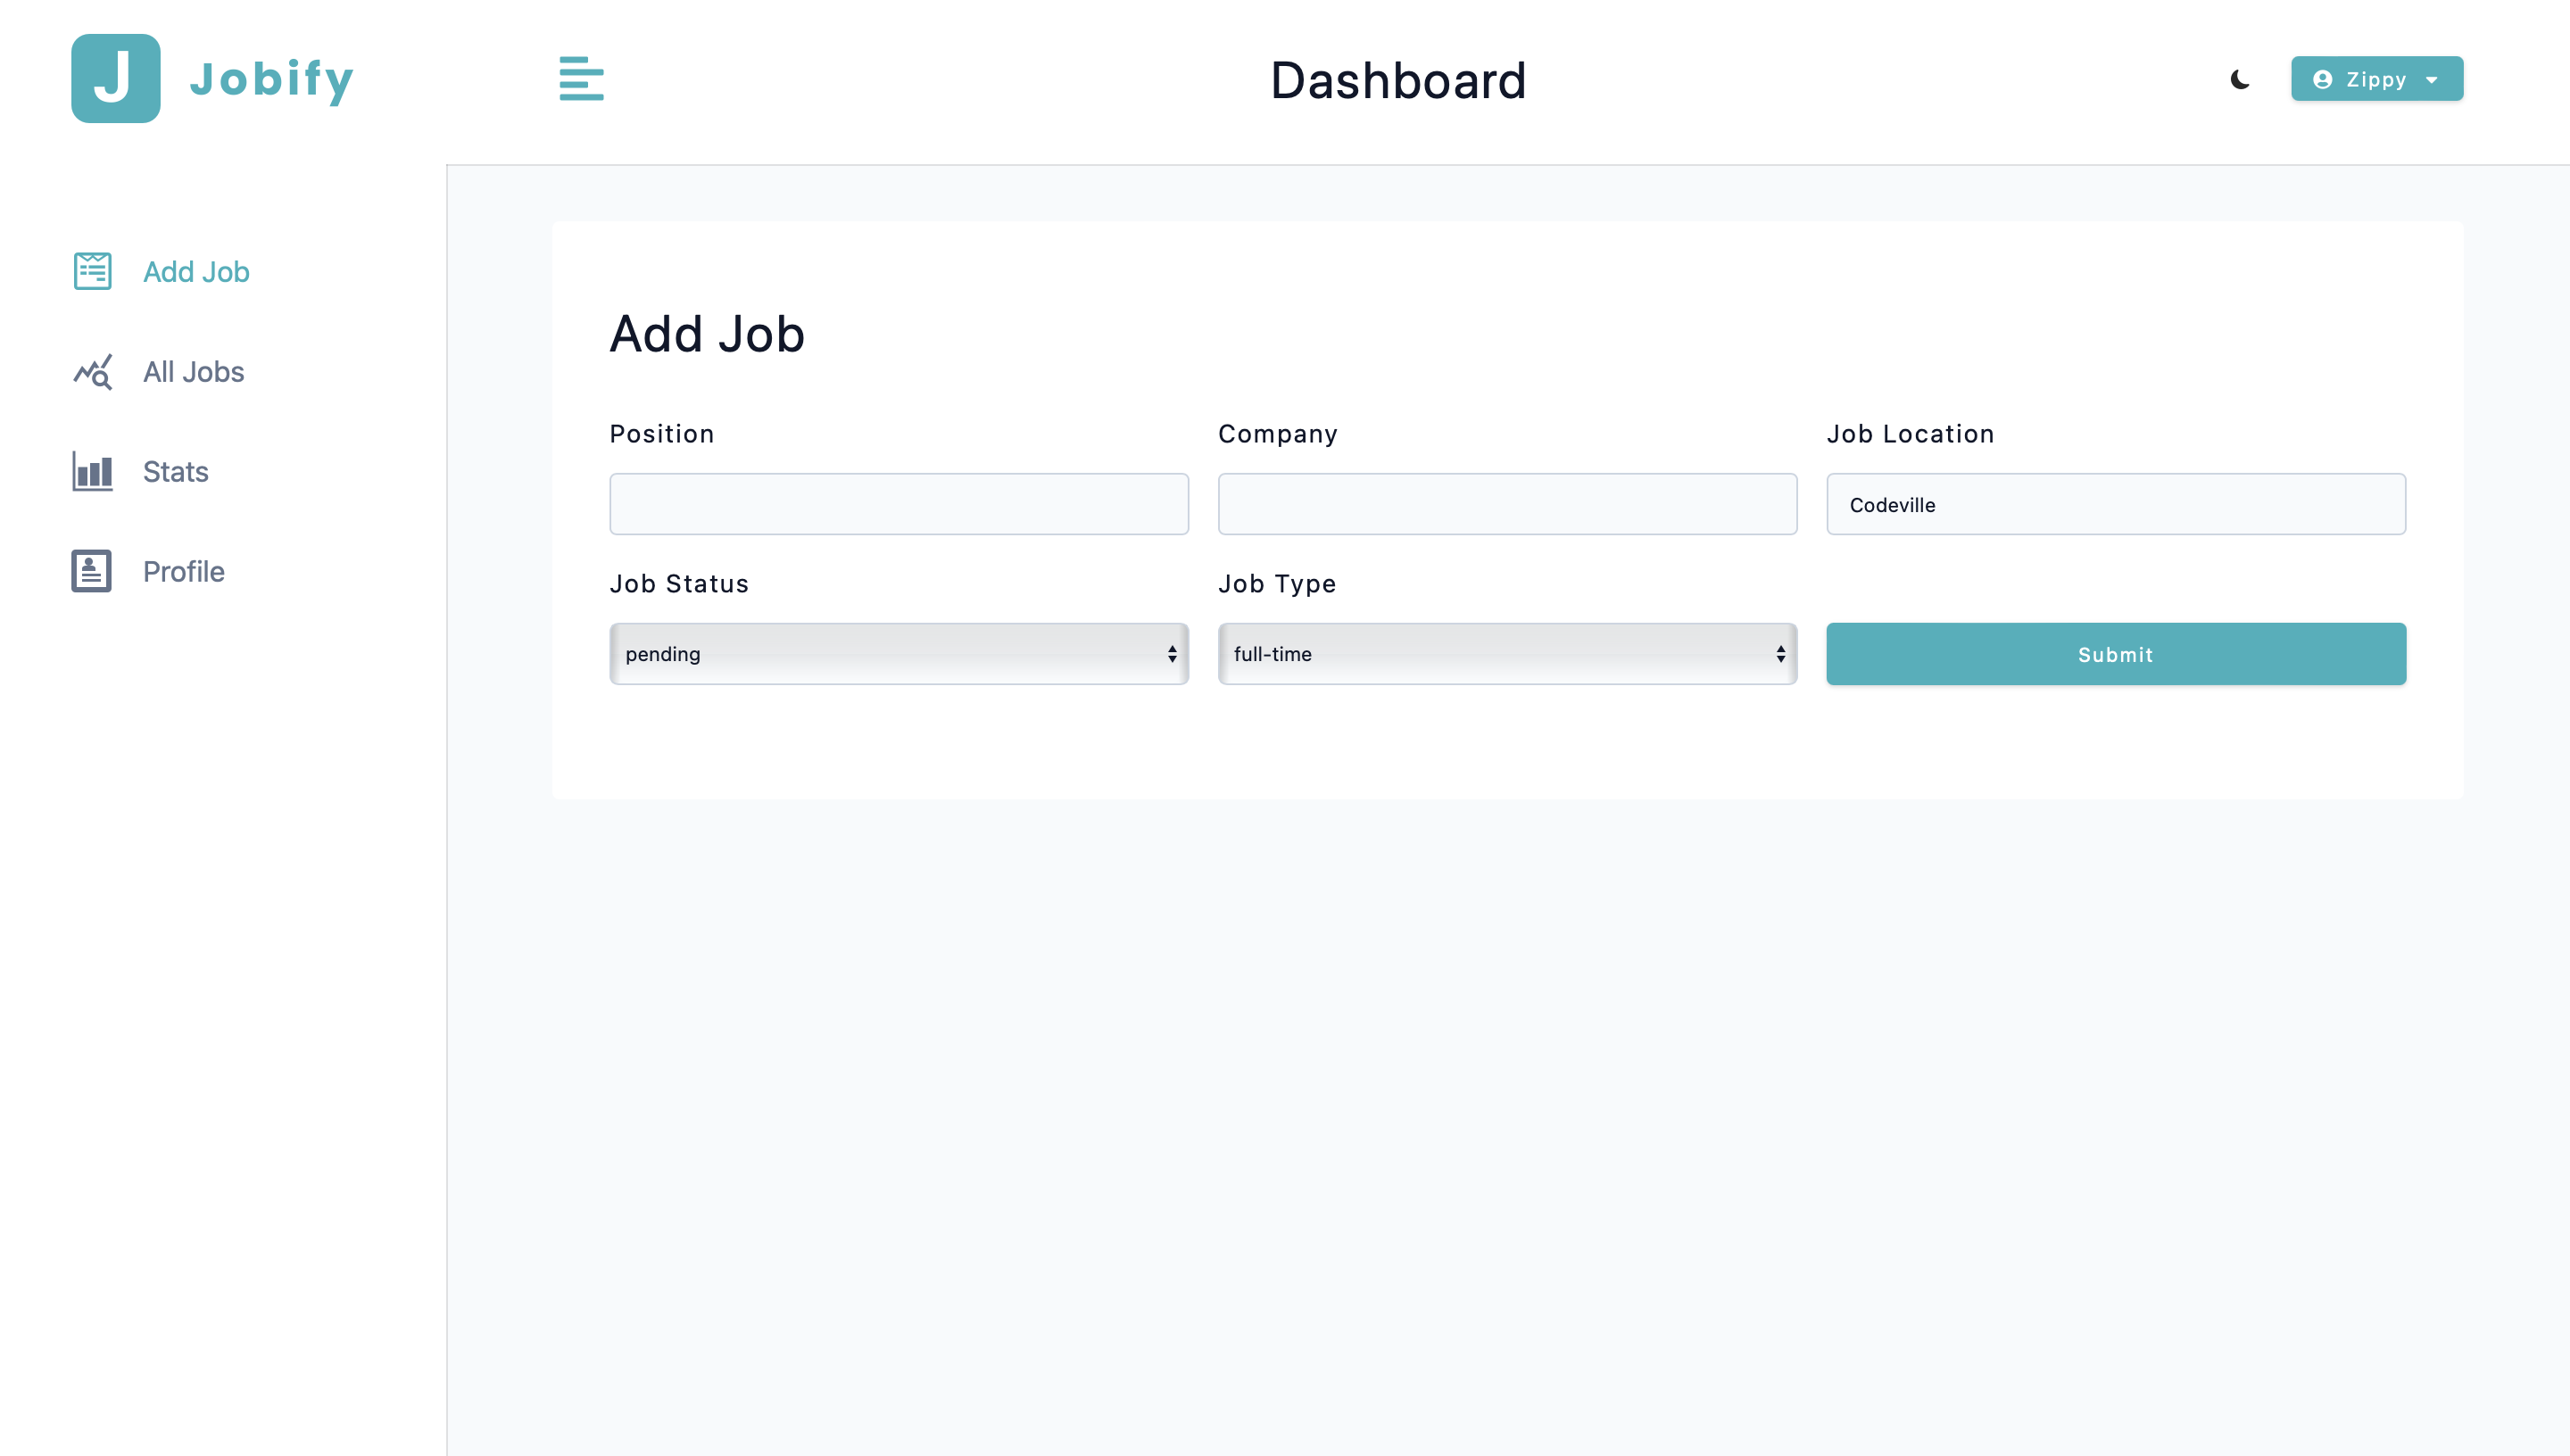 J Jobify
Dashboard
Zippy
Add Job
All Jobs
Stats
Profile
Add Job
Position
Company
Job Location
Codeville
Job Status
Job Type
pending
full-time
Submit